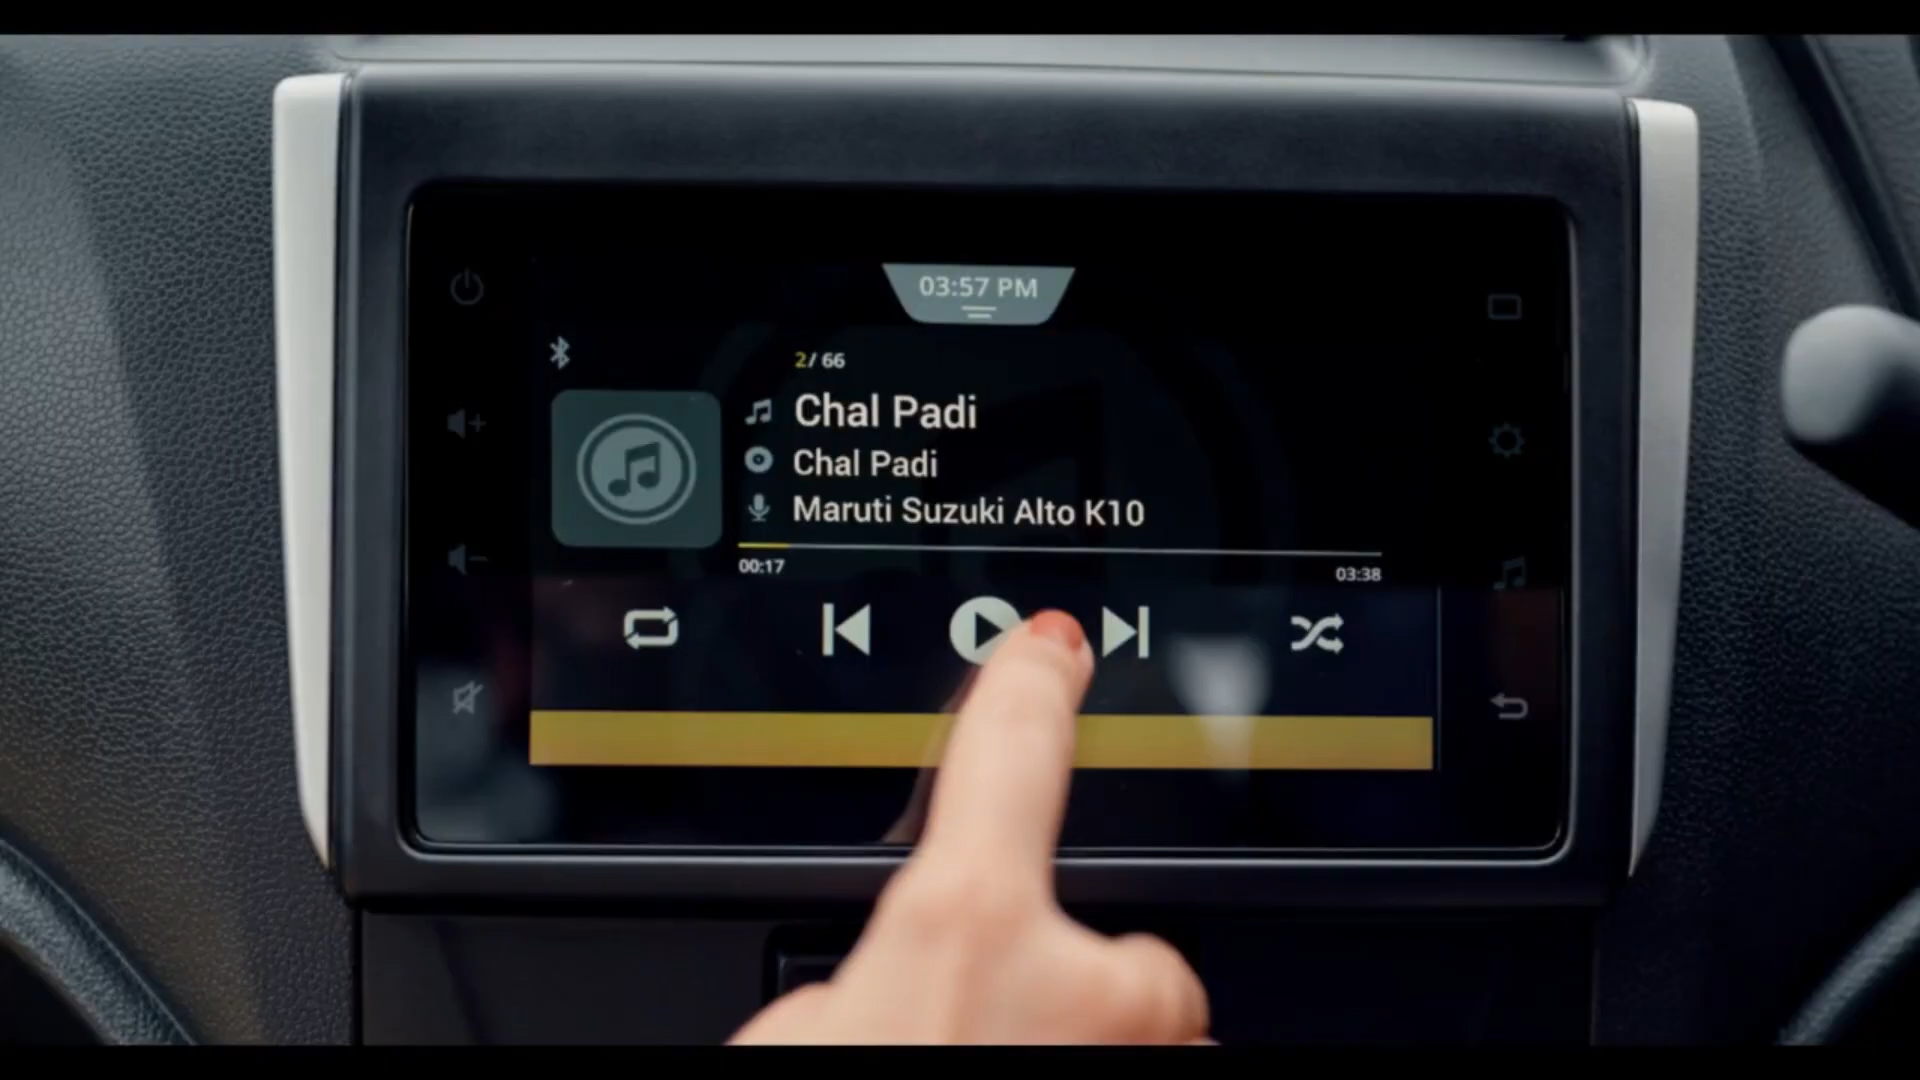 03:57 PM
2/ 66
Chal Padi
Chal Padi
Maruti Suzuki Alto K10
00:17
03:38